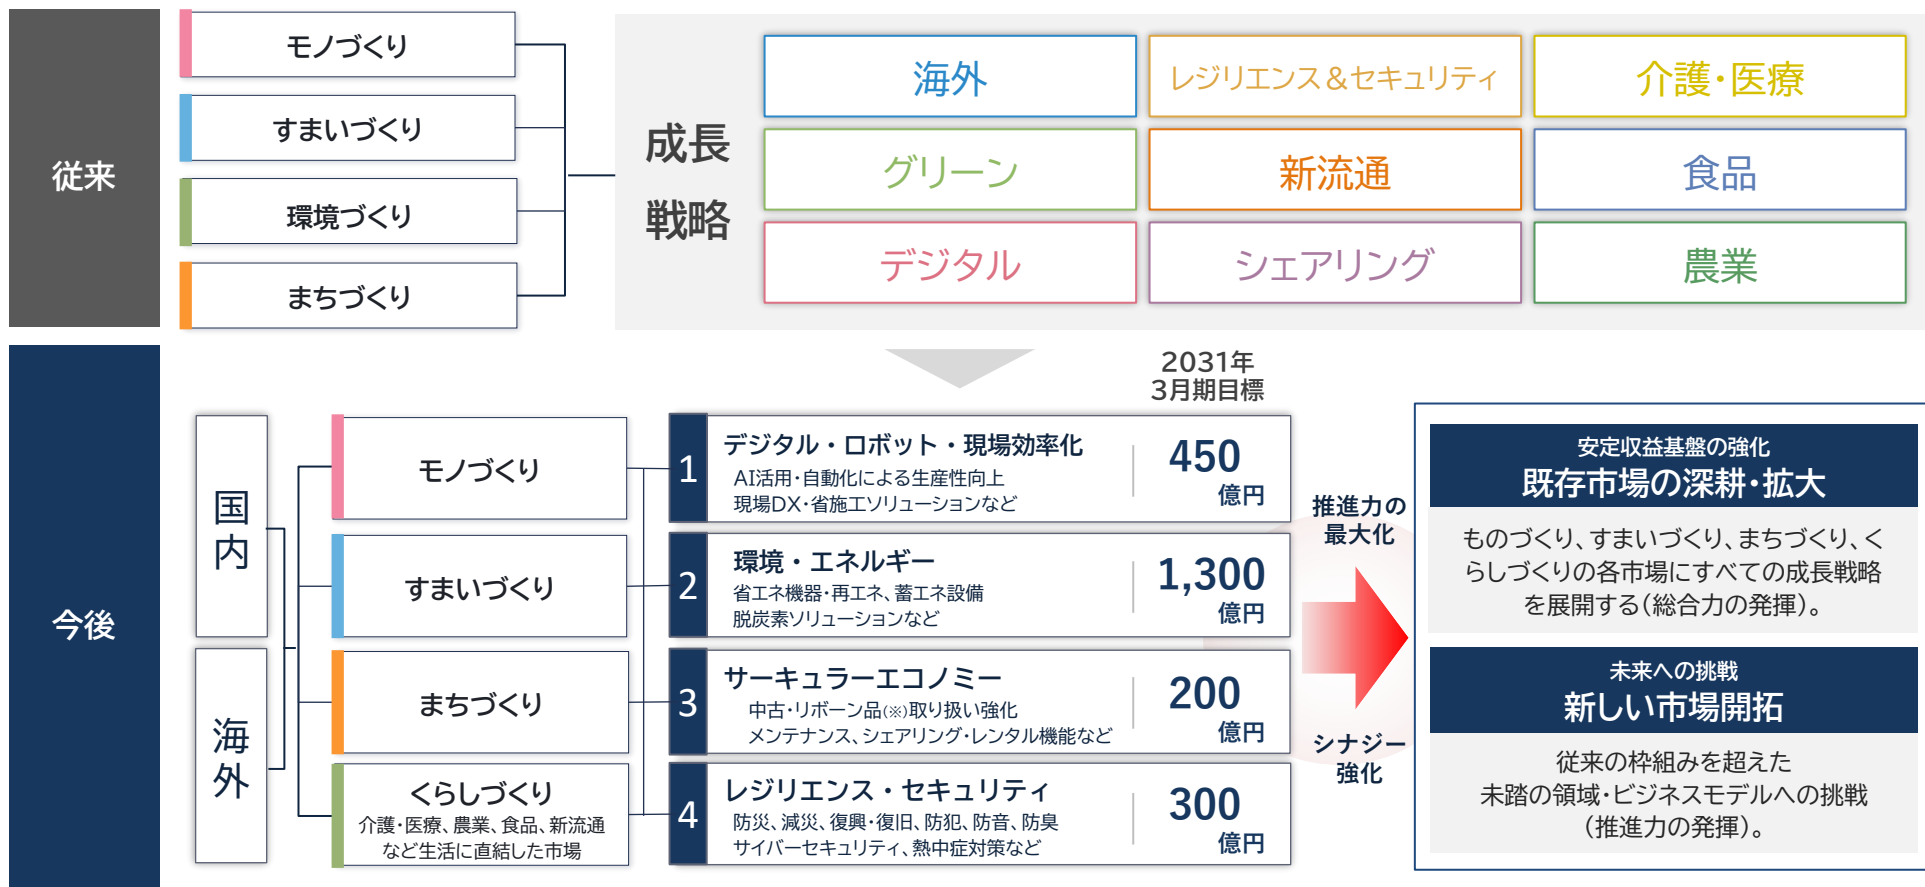 従来
モノづくり
すまいづくり
環境づくり
まちづくり
成長
戦略
海外
レジリエンス&セキュリティ
介護・医療
グリーン
新流通
食品
デジタル
シェアリング
農業
今後
国内
海外
モノづくり
すまいづくり
まちづくり
くらしづくり
介護・医療、農業、食品、新流通
など生活に直結した市場
2031年
3月期目標
1
デジタル・ロボット・現場効率化
AI活用・自動化による生産性向上
現場DX・省施工ソリューションなど
450
億円
2
環境・エネルギー
省エネ機器・再エネ、蓄エネ設備
脱炭素ソリューションなど
1,300
億円
3
サーキュラーエコノミー
中古・リボーン品(※)取り扱い強化
メンテナンス、シェアリング・レンタル機能など
200
億円
4
レジリエンス・セキュリティ
防災、減災、復興・復旧、防犯、防音、防臭
サイバーセキュリティ、熱中症対策など
300
億円
推進力の
最大化
シナジー
強化
安定収益基盤の強化
既存市場の深耕・拡大
ものづくり、すまいづくり、まちづくり、く
らしづくりの各市場にすべての成長戦略
を展開する(総合力の発揮)。
未来への挑戦
新しい市場開拓
従来の枠組みを超えた
未踏の領域・ビジネスモデルへの挑戦
(推進力の発揮)。